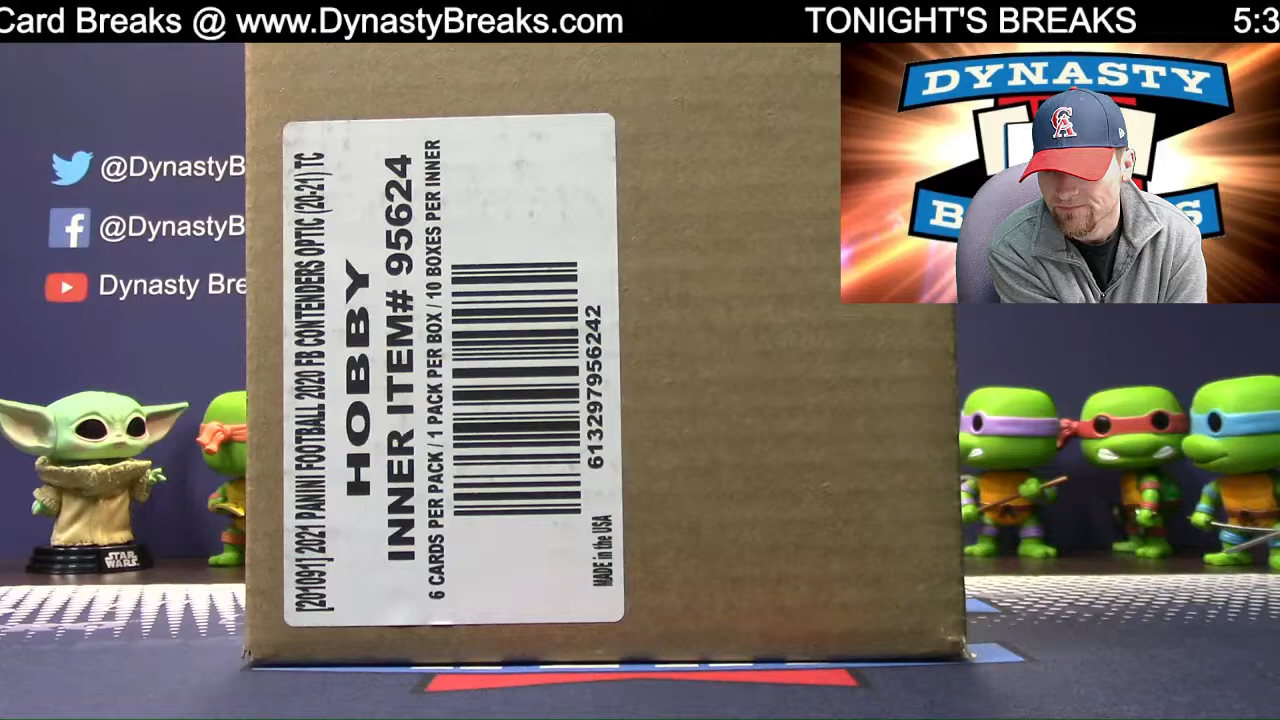 Card Breaks @ www.DynastyBreaks.com
TONIGHT'S BREAKS
5:3
@DynastyB
@DynastyB
Dynasty Bre
[201091] 2021 PANINI FOOTBALL 2020 FB CONTENDERS OPTIC (20-21) TC
HOBBY
INNER ITEM# 95624
6 CARDS PER PACK / 1 PACK PER BOX / 10 BOXES PER INNER
613297956242
MADE in the USA
DYNASTY
B S
CA
STAR WARS